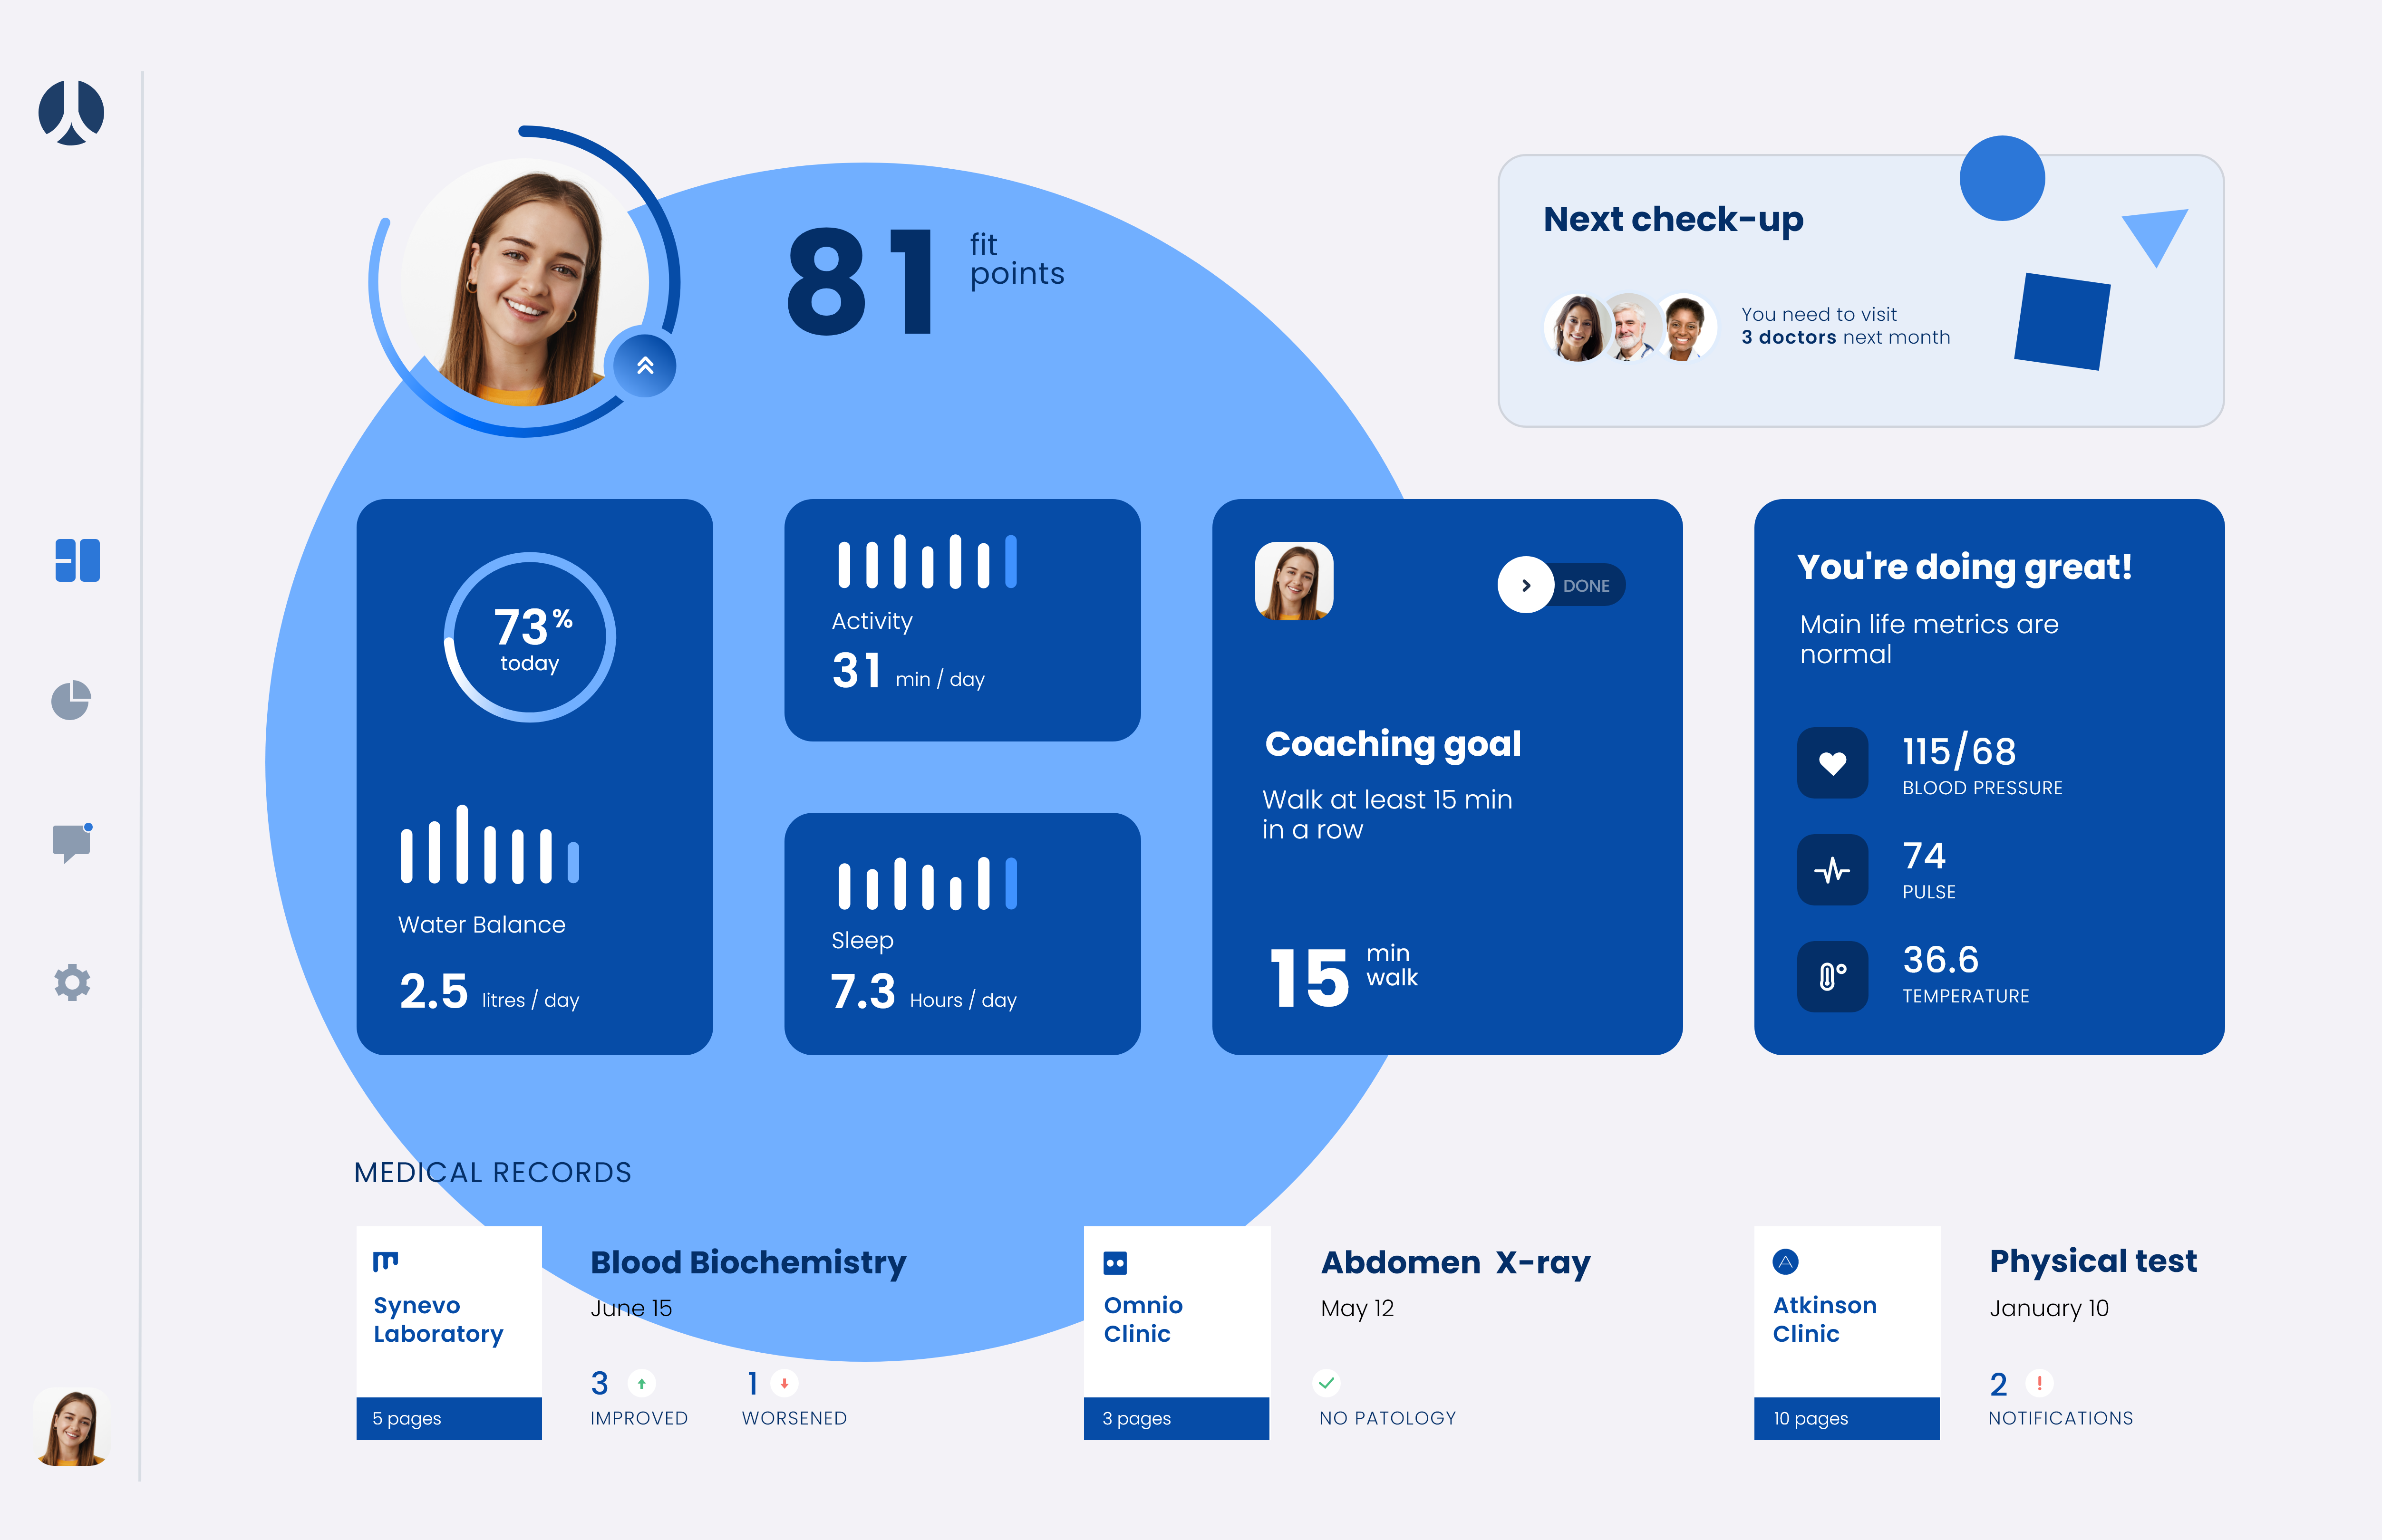 81
fit
points
Next check-up
You need to visit
3 doctors next month
73%
today
Water Balance
2.5 litres / day
Activity
31 min / day
Sleep
7.3 Hours / day
DONE
Coaching goal
Walk at least 15 min
in a row
15
min
walk
You're doing great!
Main life metrics are
normal
115/68
BLOOD PRESSURE
74
PULSE
36.6
TEMPERATURE
MEDICAL RECORDS
Synevo
Laboratory
5 pages
Blood Biochemistry
June 15
3
IMPROVED
1
WORSENED
Omnio
Clinic
3 pages
Abdomen X-ray
May 12
NO PATOLOGY
Atkinson
Clinic
10 pages
Physical test
January 10
2
NOTIFICATIONS